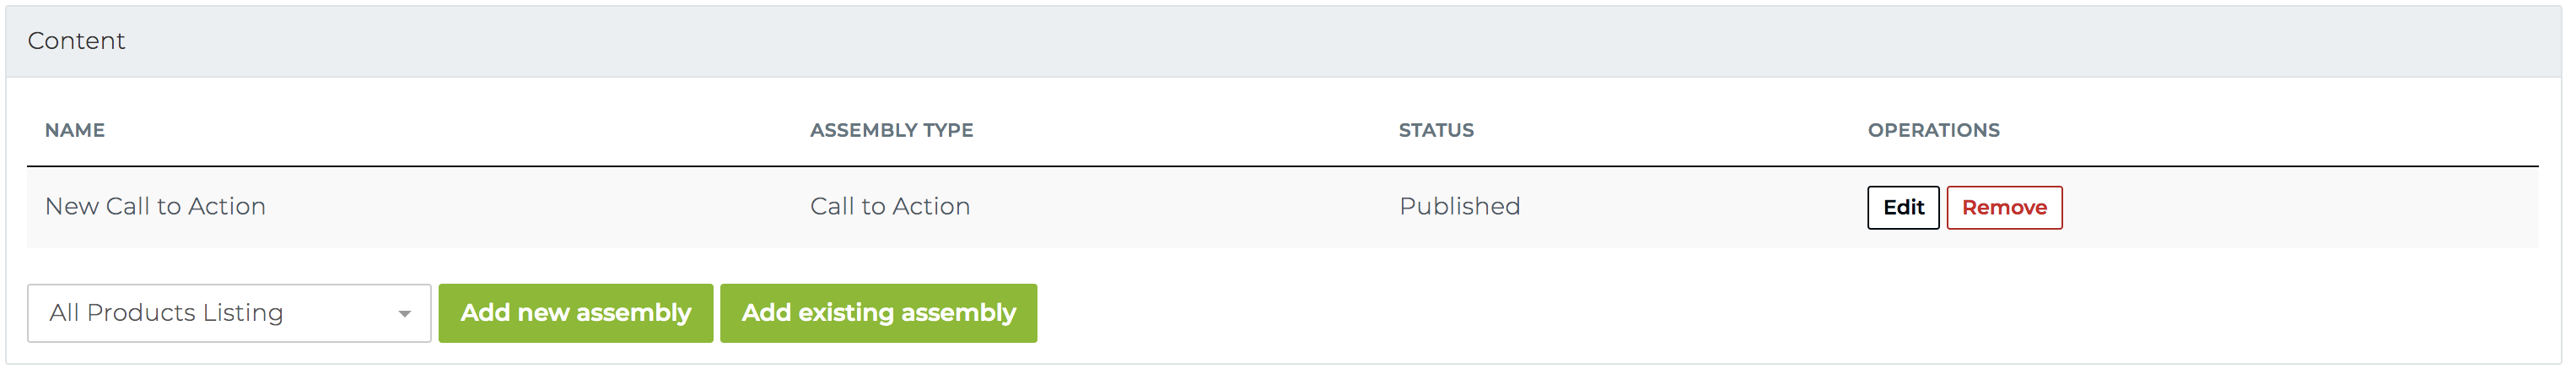 Content
NAME ASSEMBLY TYPE STATUS OPERATIONS
New Call to Action Call to Action Published Edit Remove
All Products Listing Add new assembly Add existing assembly